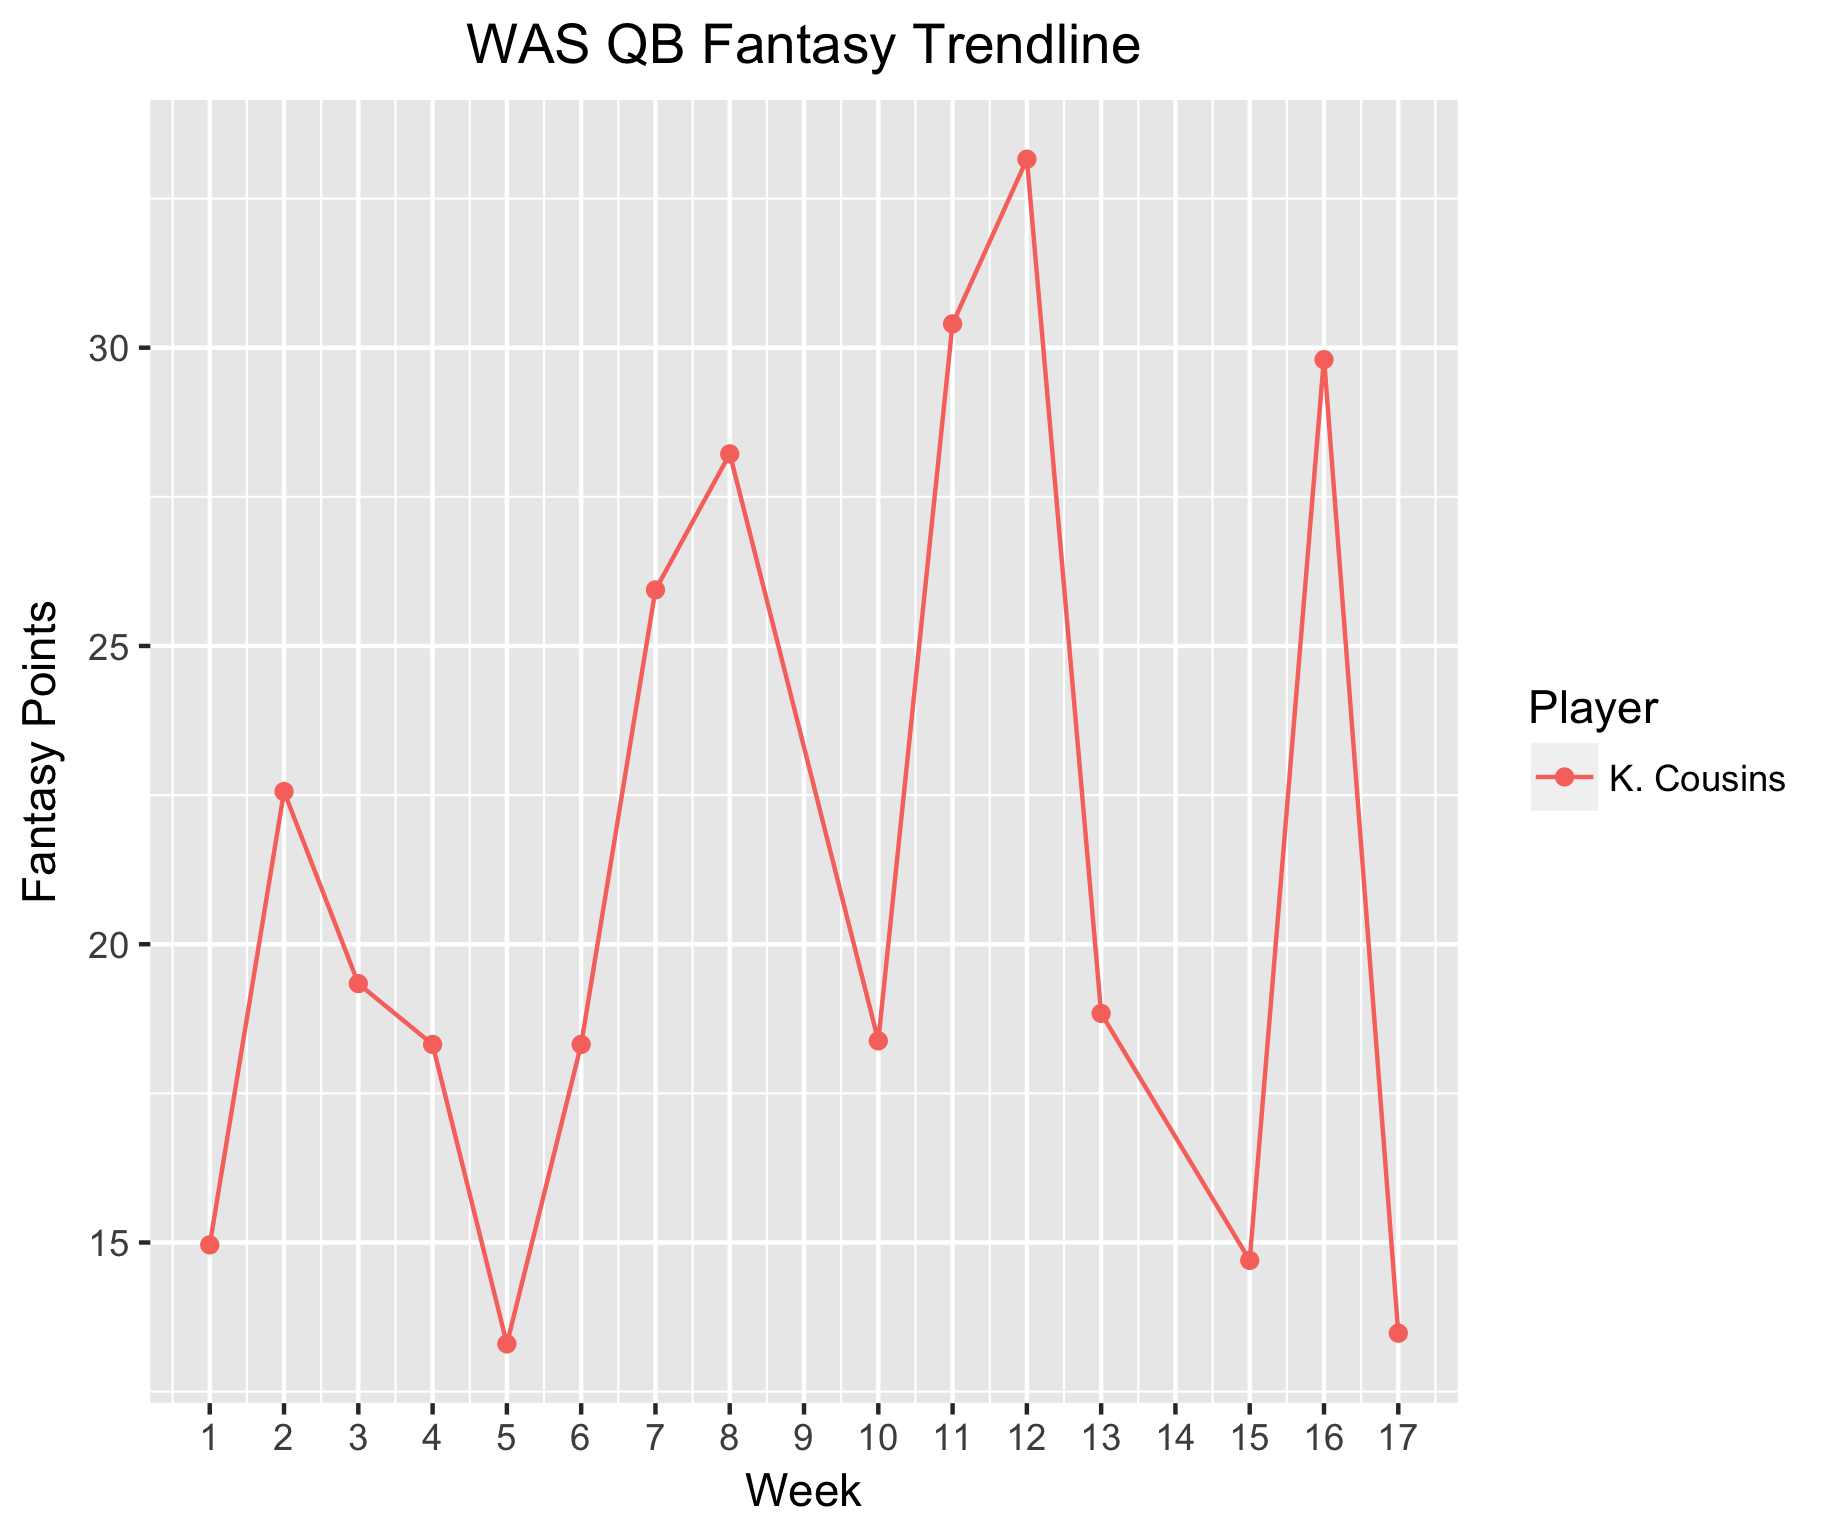 WAS QB Fantasy Trendline
Fantasy Points
30
25
20
15
1 2 3 4 5 6 7 8 9 10 11 12 13 14 15 16 17
Week
Player
K. Cousins